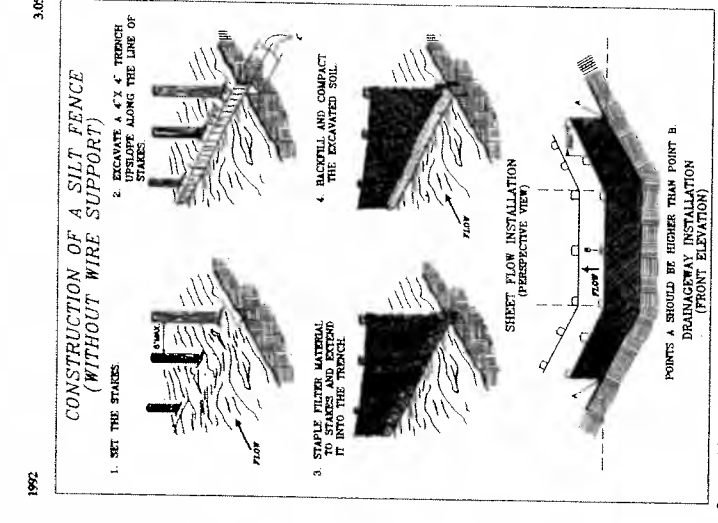 1992
3.05
CONSTRUCTION OF A SILT FENCE
(WITHOUT WIRE SUPPORT)
1. SET THE STAKES.
6'MAX.
FLOW
2. EXCAVATE A 4"X 4" TRENCH
UPSLOPE ALONG THE LINE OF
STAKES.
3. STAPLE FILTER MATERIAL
TO STAKES AND EXTEND
IT INTO THE TRENCH.
4. BACKFILL AND COMPACT
THE EXCAVATED SOIL.
FLOW
SHEET FLOW INSTALLATION
(PERSPECTIVE VIEW)
FLOW
B
A
A
POINTS A SHOULD BE HIGHER THAN POINT B.
DRAINAGEWAY INSTALLATION
(FRONT ELEVATION)